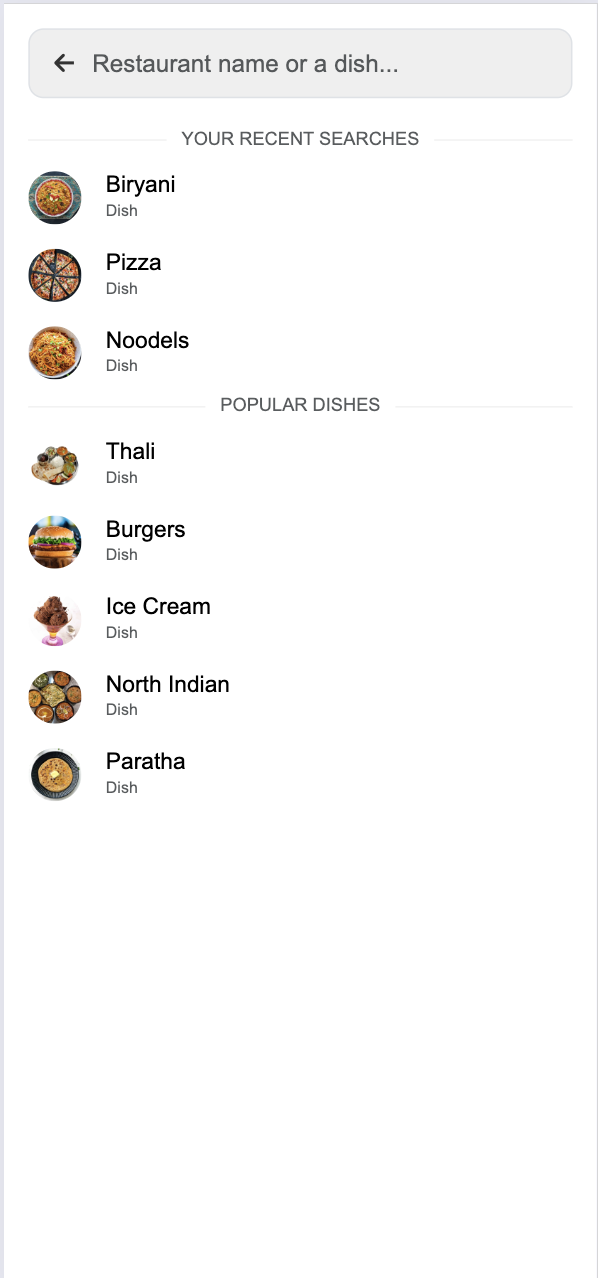 Restaurant name or a dish...
YOUR RECENT SEARCHES
Biryani
Dish
Pizza
Dish
Noodels
Dish
POPULAR DISHES
Thali
Dish
Burgers
Dish
Ice Cream
Dish
North Indian
Dish
Paratha
Dish